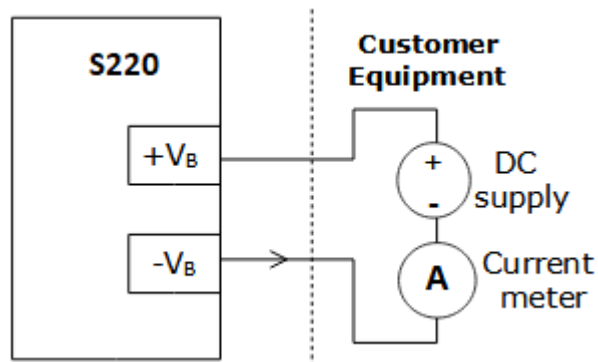 S220
Customer
Equipment
+VB
+
-
DC
supply
-VB
A
Current
meter